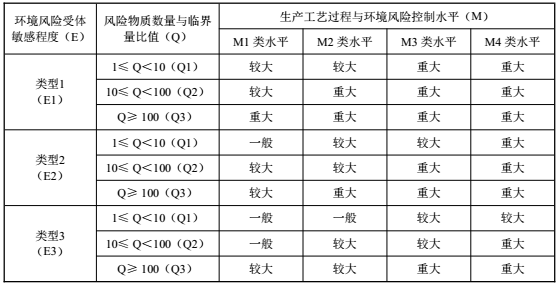 环境风险受体敏感程度（E） 风险物质数量与临界量比值（Q） 生产工艺过程与环境风险控制水平（M）
M1 类水平 M2 类水平 M3 类水平 M4 类水平
类型1（E1） 1≤ Q＜10（Q1） 较大 较大 重大 重大
10≤ Q＜100（Q2） 较大 重大 重大 重大
Q≥ 100（Q3） 重大 重大 重大 重大
类型2（E2） 1≤ Q＜10（Q1） 一般 较大 较大 重大
10≤ Q＜100（Q2） 较大 较大 重大 重大
Q≥ 100（Q3） 较大 重大 重大 重大
类型3（E3） 1≤ Q＜10（Q1） 一般 一般 较大 较大
10≤ Q＜100（Q2） 一般 较大 较大 重大
Q≥ 100（Q3） 较大 较大 重大 重大